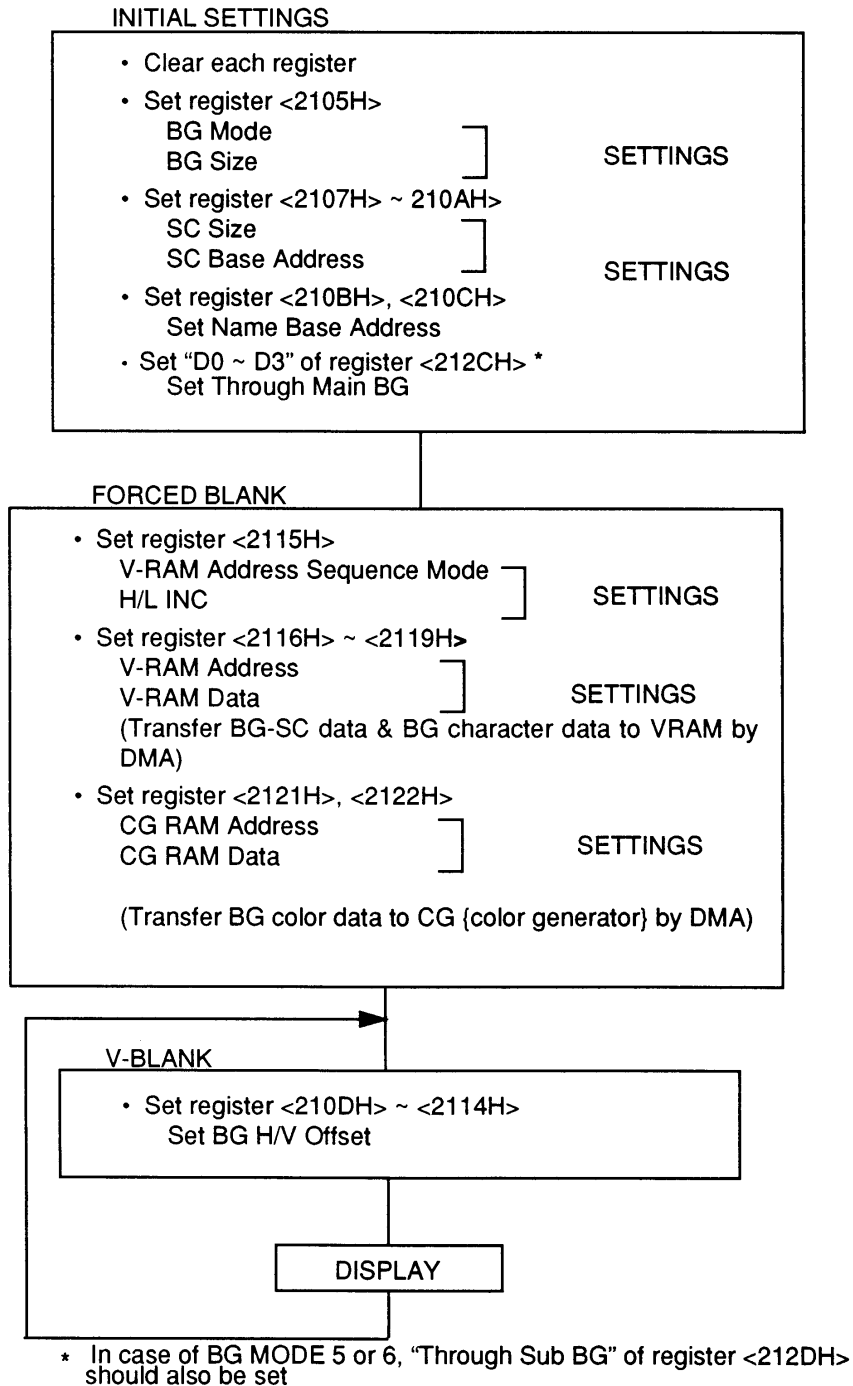 INITIAL SETTINGS
• Clear each register
• Set register <2105H>
BG Mode
BG Size
SETTINGS
• Set register <2107H> ~ 210AH>
SC Size
SC Base Address
SETTINGS
• Set register <210BH>, <210CH>
Set Name Base Address
• Set “D0 ~ D3” of register <212CH> *
Set Through Main BG
FORCED BLANK
• Set register <2115H>
V-RAM Address Sequence Mode
H/L INC
SETTINGS
• Set register <2116H> ~ <2119H>
V-RAM Address
V-RAM Data
SETTINGS
(Transfer BG-SC data & BG character data to VRAM by
DMA)
• Set register <2121H>, <2122H>
CG RAM Address
CG RAM Data
SETTINGS
(Transfer BG color data to CG {color generator} by DMA)
V-BLANK
• Set register <210DH> ~ <2114H>
Set BG H/V Offset
DISPLAY
* In case of BG MODE 5 or 6, “Through Sub BG” of register <212DH>
should also be set